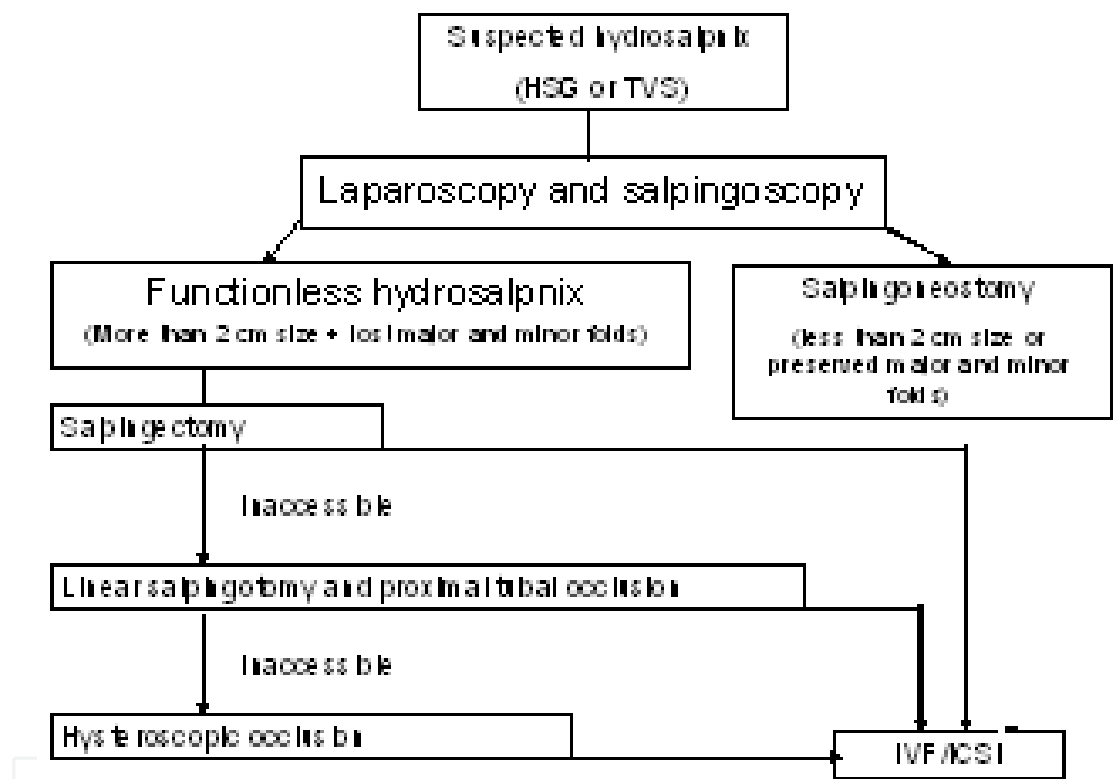 Suspected hydrosalpnix
(HSG or TVS)
Laparoscopy and salpingoscopy
Functionless hydrosalpnix
(More than 2 cm size + lost major and minor folds)
Salpingoneostomy
(less than 2 cm size or
preserved major and minor
folds)
Salpingectomy
Inaccessible
Linear salpingotomy and proximal tubal occlusion
Inaccessible
Hysteroscopic occlusion
IVF/ICSI